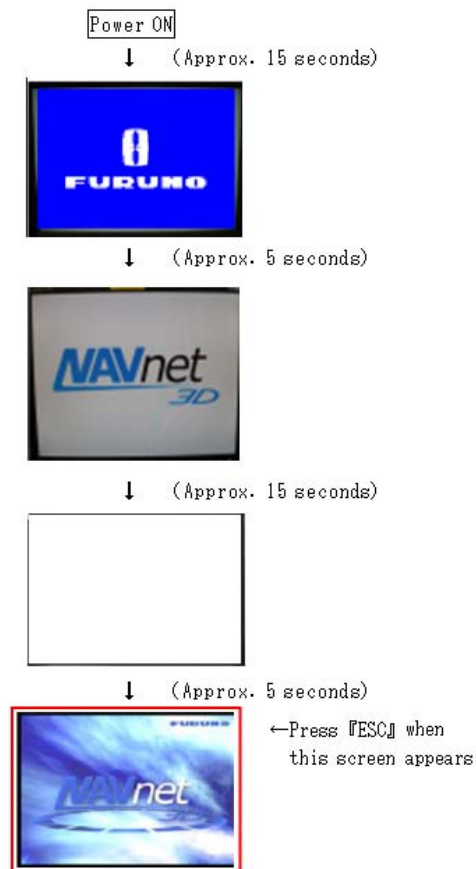 Power ON
↓ (Approx. 15 seconds)
FURUNO
↓ (Approx. 5 seconds)
NAVnet
3D
↓ (Approx. 15 seconds)
↓ (Approx. 5 seconds)
FURUNO
NAVnet
3D
←Press『ESC』when
this screen appears